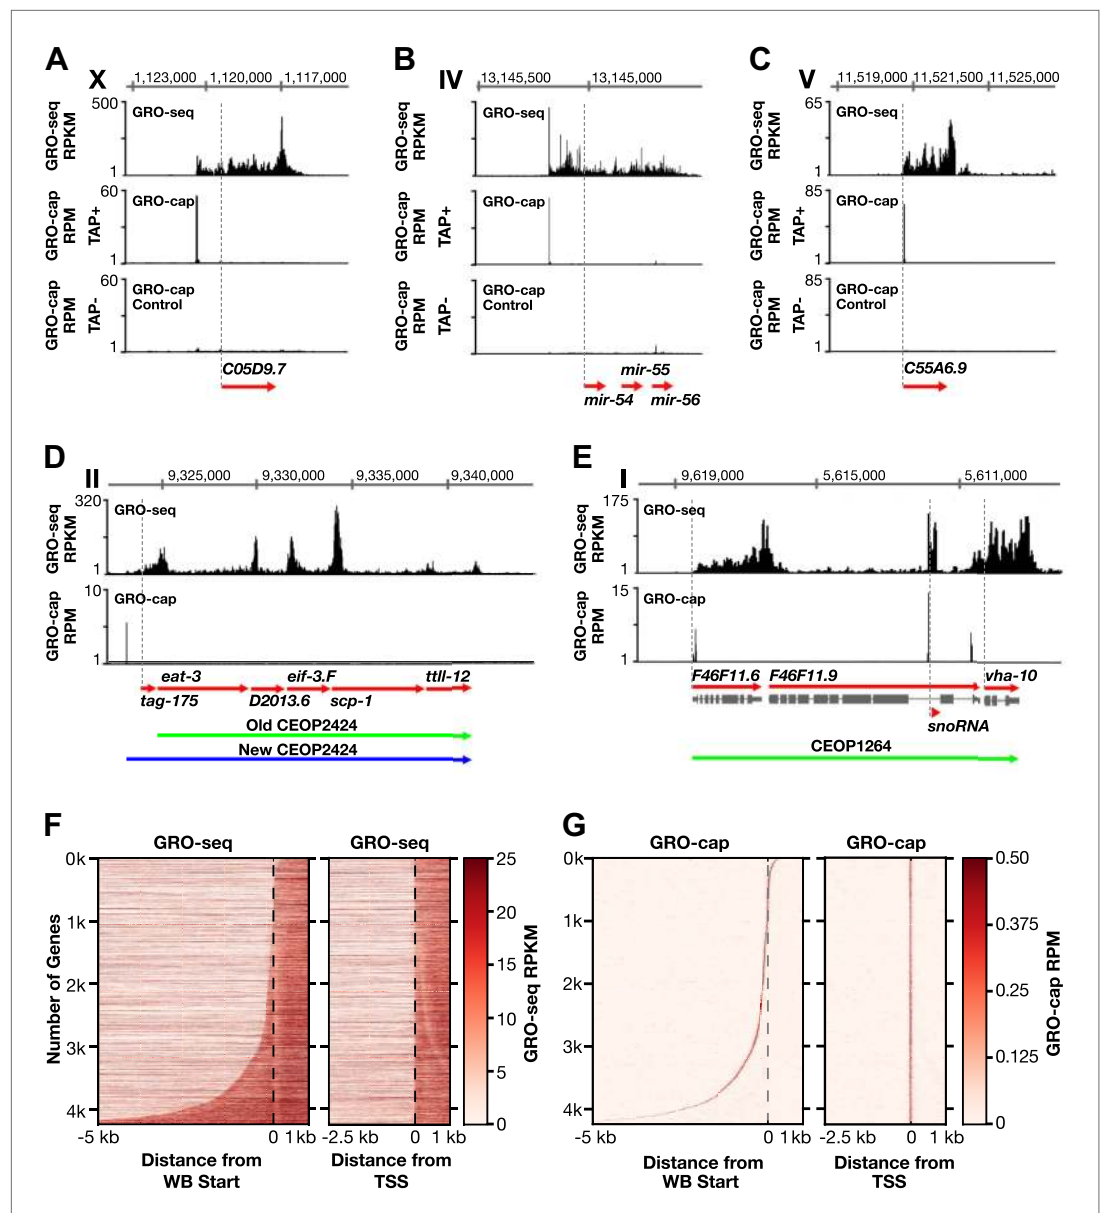 A
X
1,123,000 1,120,000 1,117,000
500
1
GRO-seq RPKM
GRO-seq
60
1
GRO-cap RPM TAP+
GRO-cap
60
1
GRO-cap RPM TAP-
GRO-cap Control
C05D9.7
B
IV
13,145,500 13,145,000
GRO-seq RPKM
GRO-seq
GRO-cap RPM TAP+
GRO-cap
GRO-cap RPM TAP-
GRO-cap Control
mir-55
mir-54 mir-56
C
V
11,519,000 11,521,500 11,525,000
65
1
GRO-seq RPKM
GRO-seq
85
1
GRO-cap RPM TAP+
GRO-cap
85
1
GRO-cap RPM TAP-
GRO-cap Control
C55A6.9
D
II
9,325,000 9,330,000 9,335,000 9,340,000
320
1
GRO-seq RPKM
GRO-seq
10
1
GRO-cap RPM
GRO-cap
eat-3 eif-3.F ttll-12
tag-175 D2013.6 scp-1
Old CEOP2424
New CEOP2424
E
I
9,619,000 5,615,000 5,611,000
175
1
GRO-seq RPKM
GRO-seq
15
1
GRO-cap RPM
GRO-cap
F46F11.6 F46F11.9 vha-10
snoRNA
CEOP1264
F
GRO-seq GRO-seq
Number of Genes
0k
1k
2k
3k
4k
-5 kb 0 1kb
Distance from
WB Start
-2.5 kb 0 1 kb
Distance from
TSS
25
20
15
10
5
0
GRO-seq RPKM
G
GRO-cap GRO-cap
0k
1k
2k
3k
4k
-5 kb 0 1kb
Distance from
WB Start
-2.5 kb 0 1 kb
Distance from
TSS
0.50
0.375
0.25
0.125
0
GRO-cap RPM